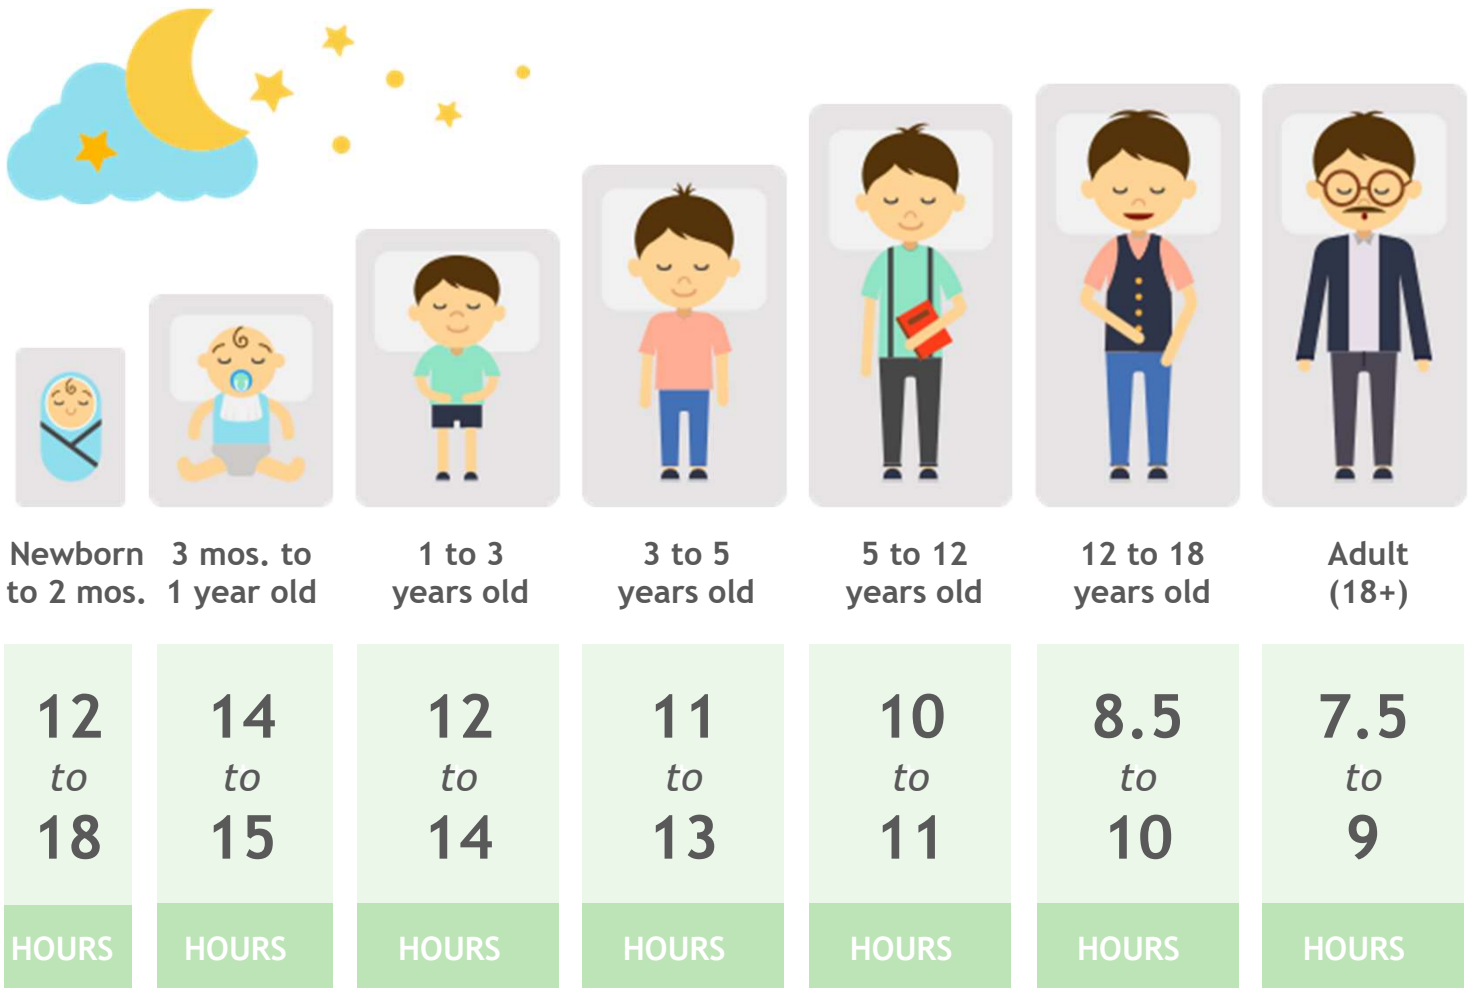 Newborn
to 2 mos.
3 mos. to
1 year old
1 to 3
years old
3 to 5
years old
5 to 12
years old
12 to 18
years old
Adult
(18+)
12
to
18
HOURS
14
to
15
HOURS
12
to
14
HOURS
11
to
13
HOURS
10
to
11
HOURS
8.5
to
10
HOURS
7.5
to
9
HOURS